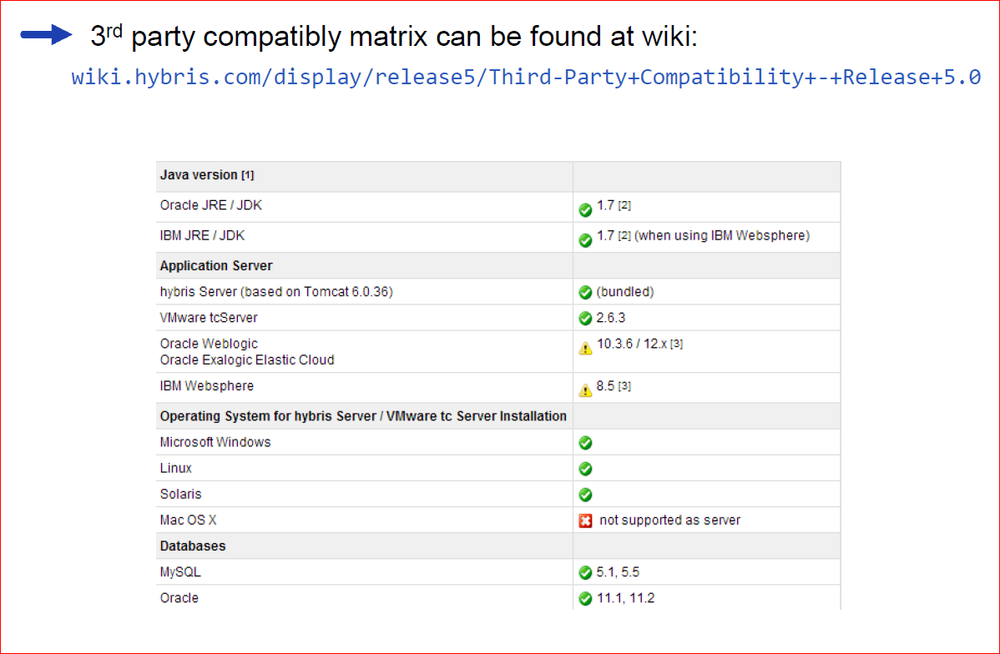 3rd party compatibly matrix can be found at wiki:
wiki.hybris.com/display/release5/Third-Party+Compatibility+-+Release+5.0
Java version [1]
Oracle JRE / JDK 1.7 [2]
IBM JRE / JDK 1.7 [2] (when using IBM Websphere)
Application Server
hybris Server (based on Tomcat 6.0.36) (bundled)
VMware tcServer 2.6.3
Oracle Weblogic 10.3.6 / 12.x [3]
Oracle Exalogic Elastic Cloud
IBM Websphere 8.5 [3]
Operating System for hybris Server / VMware tc Server Installation
Microsoft Windows
Linux
Solaris
Mac OS X not supported as server
Databases
MySQL 5.1, 5.5
Oracle 11.1, 11.2